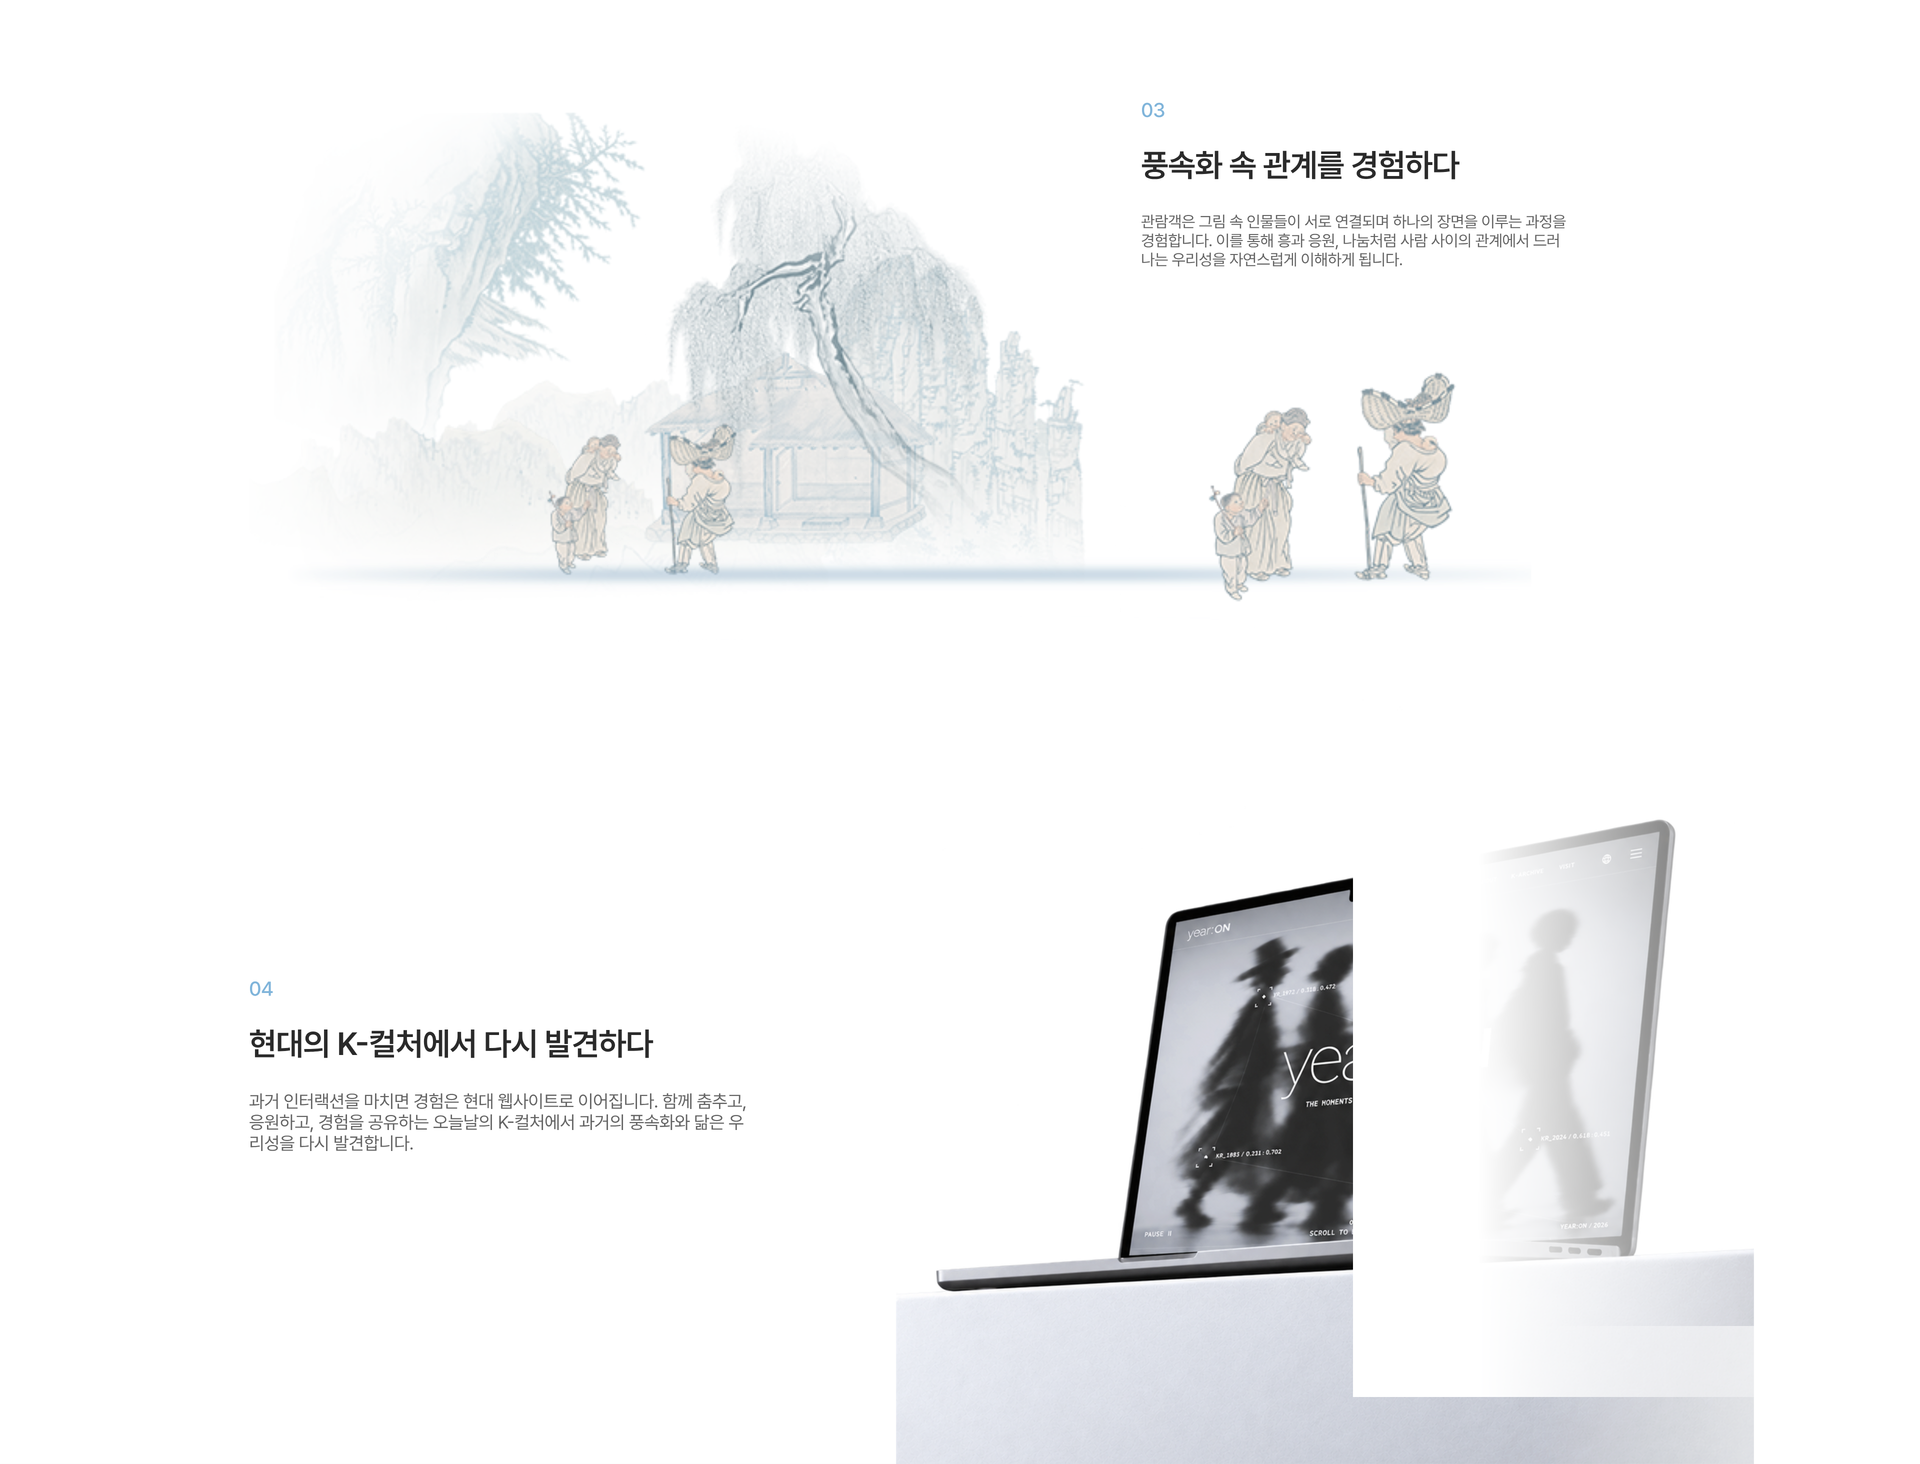 03
풍속화 속 관계를 경험하다
관람객은 그림 속 인물들이 서로 연결되며 하나의 장면을 이루는 과정을
경험합니다. 이를 통해 흥과 응원, 나눔처럼 사람 사이의 관계에서 드러
나는 우리성을 자연스럽게 이해하게 됩니다.
04
현대의 K-컬처에서 다시 발견하다
과거 인터랙션을 마치면 경험은 현대 웹사이트로 이어집니다. 함께 춤추고,
응원하고, 경험을 공유하는 오늘날의 K-컬처에서 과거의 풍속화와 닮은 우
리성을 다시 발견합니다.
VISIT
year:ON
yea
THE MOMENTS
KR_1883 / 0.231 : 0.702
PAUSE II
SCROLL TO
YEAR:ON / 2026